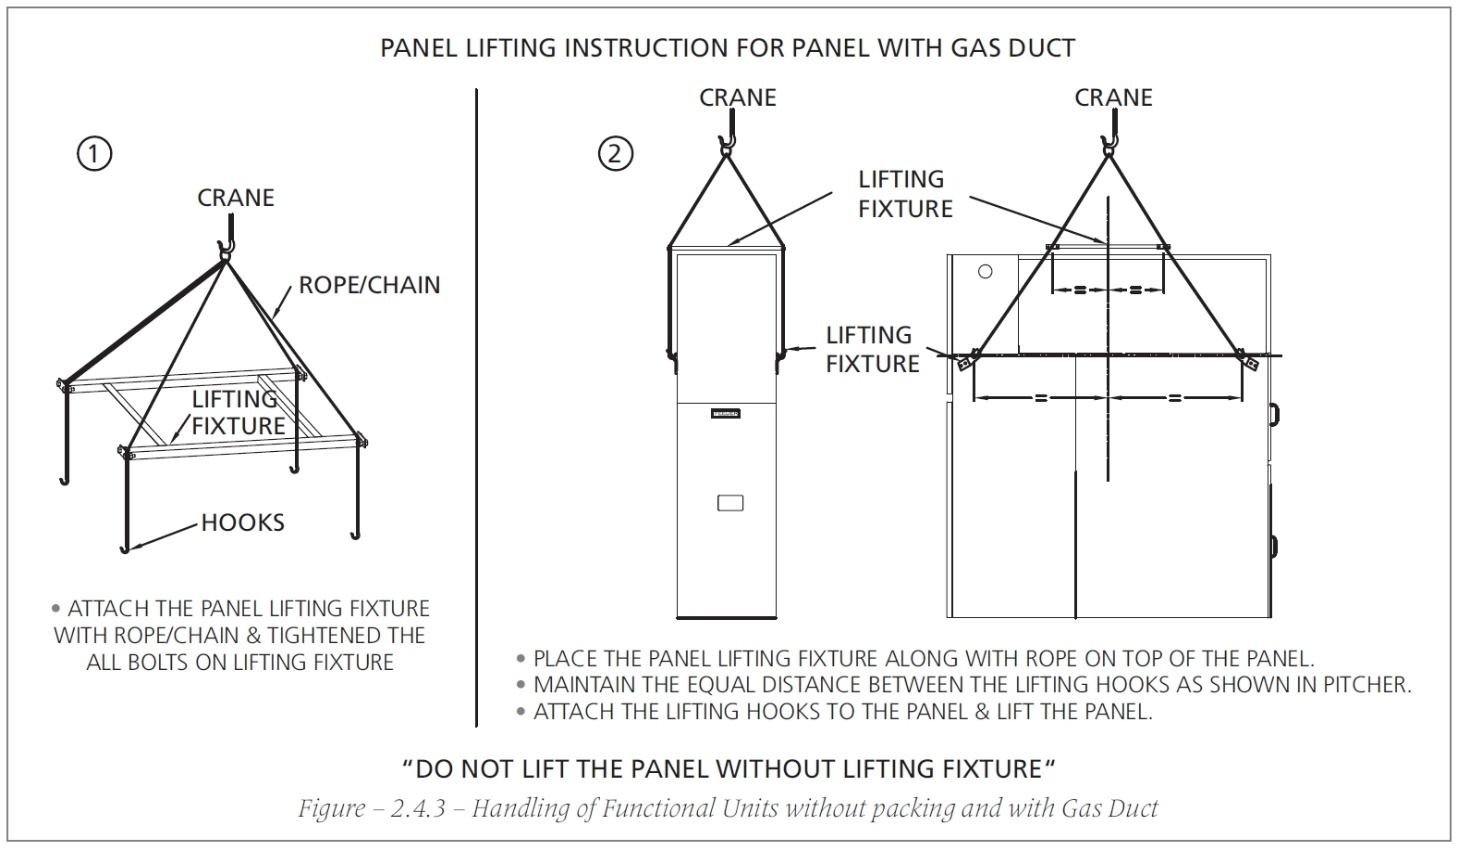 PANEL LIFTING INSTRUCTION FOR PANEL WITH GAS DUCT
1
CRANE
ROPE/CHAIN
LIFTING
FIXTURE
HOOKS
• ATTACH THE PANEL LIFTING FIXTURE
WITH ROPE/CHAIN & TIGHTENED THE
ALL BOLTS ON LIFTING FIXTURE
2
CRANE
CRANE
LIFTING
FIXTURE
= =
LIFTING
FIXTURE
= =
• PLACE THE PANEL LIFTING FIXTURE ALONG WITH ROPE ON TOP OF THE PANEL.
• MAINTAIN THE EQUAL DISTANCE BETWEEN THE LIFTING HOOKS AS SHOWN IN PITCHER.
• ATTACH THE LIFTING HOOKS TO THE PANEL & LIFT THE PANEL.
“DO NOT LIFT THE PANEL WITHOUT LIFTING FIXTURE“
Figure – 2.4.3 – Handling of Functional Units without packing and with Gas Duct